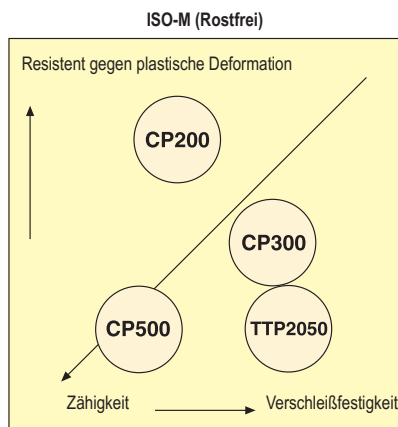 ISO-M (Rostfrei)
Resistent gegen plastische Deformation
CP200
CP300
CP500
TTP2050
Zähigkeit
Verschleißfestigkeit